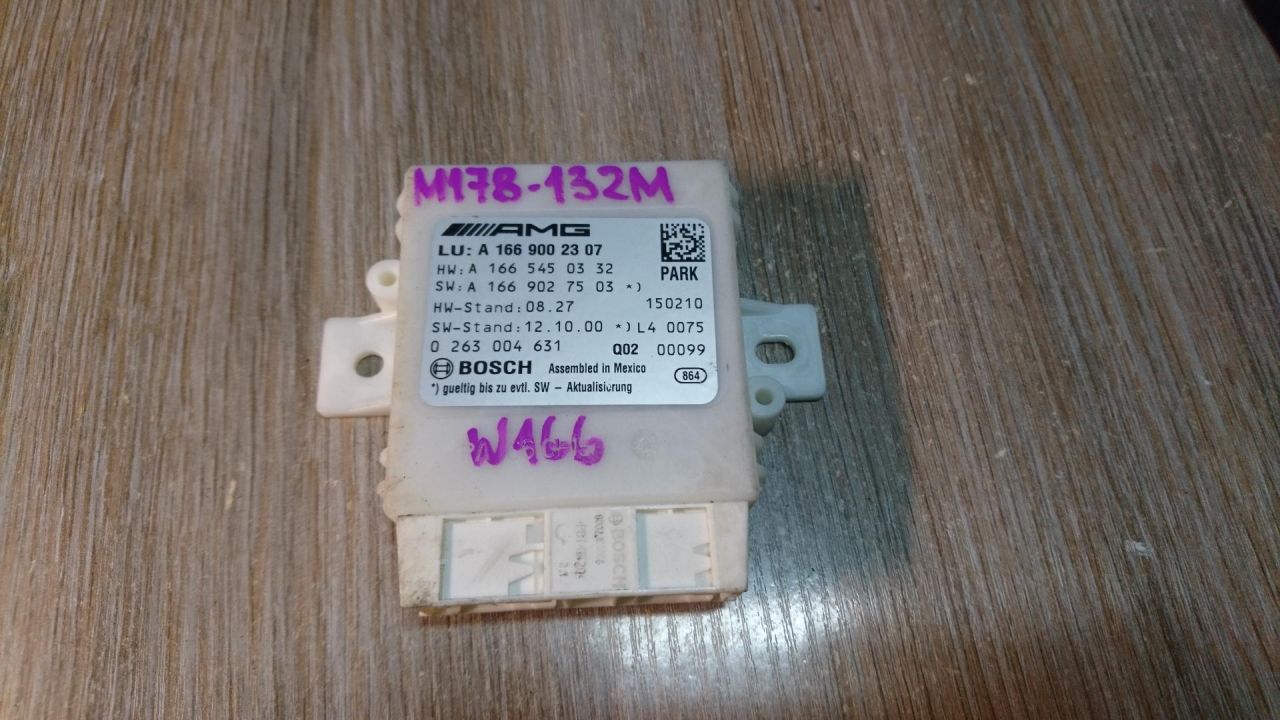 M178-132M
AMG
LU: A 166 900 23 07
PARK
HW: A 166 545 03 32
SW: A 166 902 75 03 *)
HW-Stand: 08.27 150210
SW-Stand: 12.10.00 *) L4 0075
0 263 004 631 Q02 00099
BOSCH Assembled in Mexico
*) gueltig bis zu evtl. SW - Aktualisierung
864
W166
BOSCH